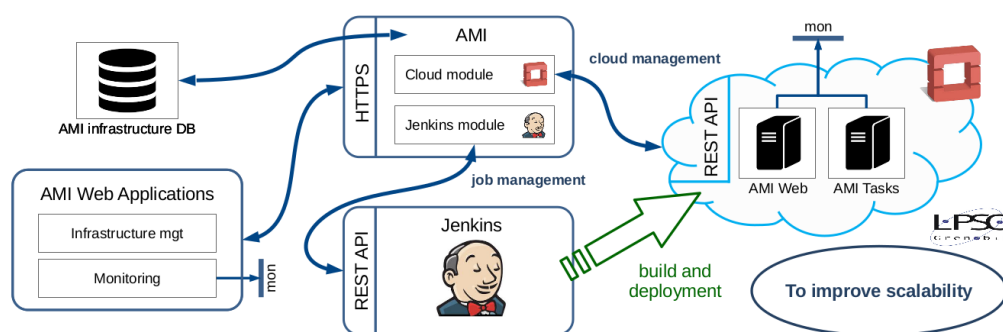 mon
AMI
cloud management
Cloud module
HTTPS
Jenkins module
AMI infrastructure DB
REST API
AMI Web
AMI Tasks
job management
AMI Web Applications
Infrastructure mgt
Monitoring
mon
REST API
Jenkins
build and
deployment
LPSC
Grenoble
To improve scalability